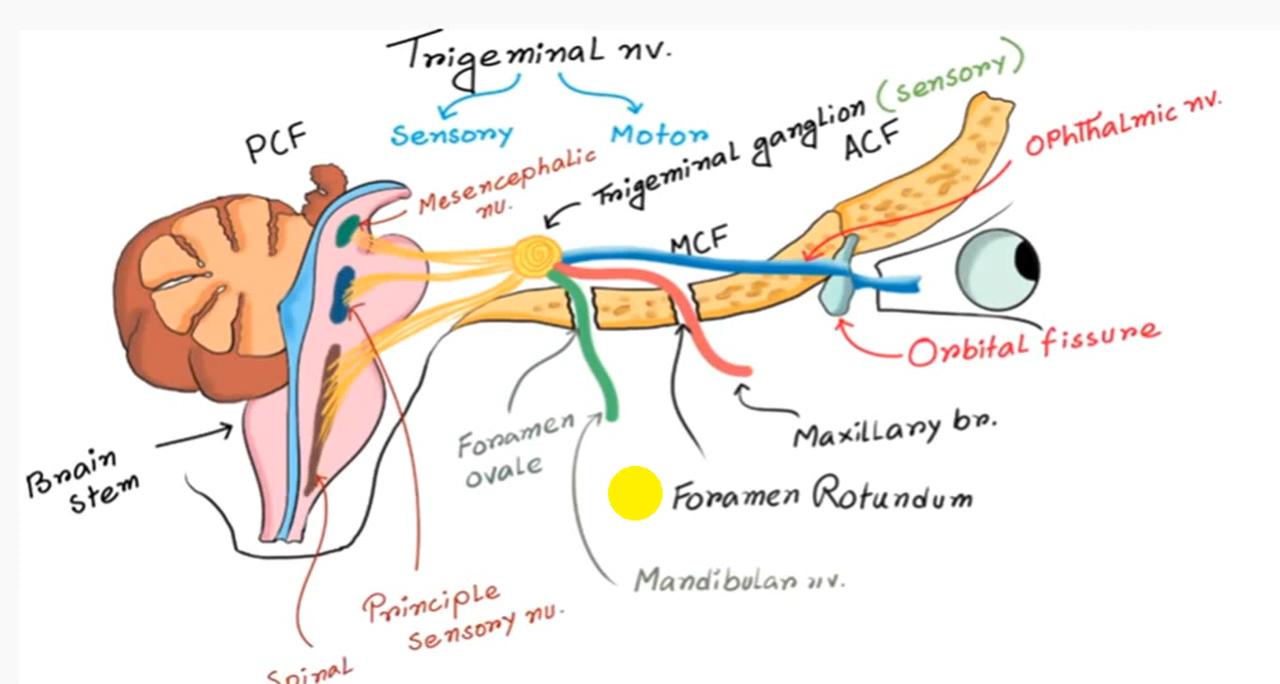 Trigeminal nv.
Sensory
Motor
PCF
Mesencephalic
nu.
Trigeminal ganglion (sensory)
ACF
Ophthalmic nv.
MCF
Orbital fissure
Maxillary br.
Foramen
ovale
Foramen Rotundum
Brain
stem
Mandibular nv.
Principle
sensory nu.
Spinal